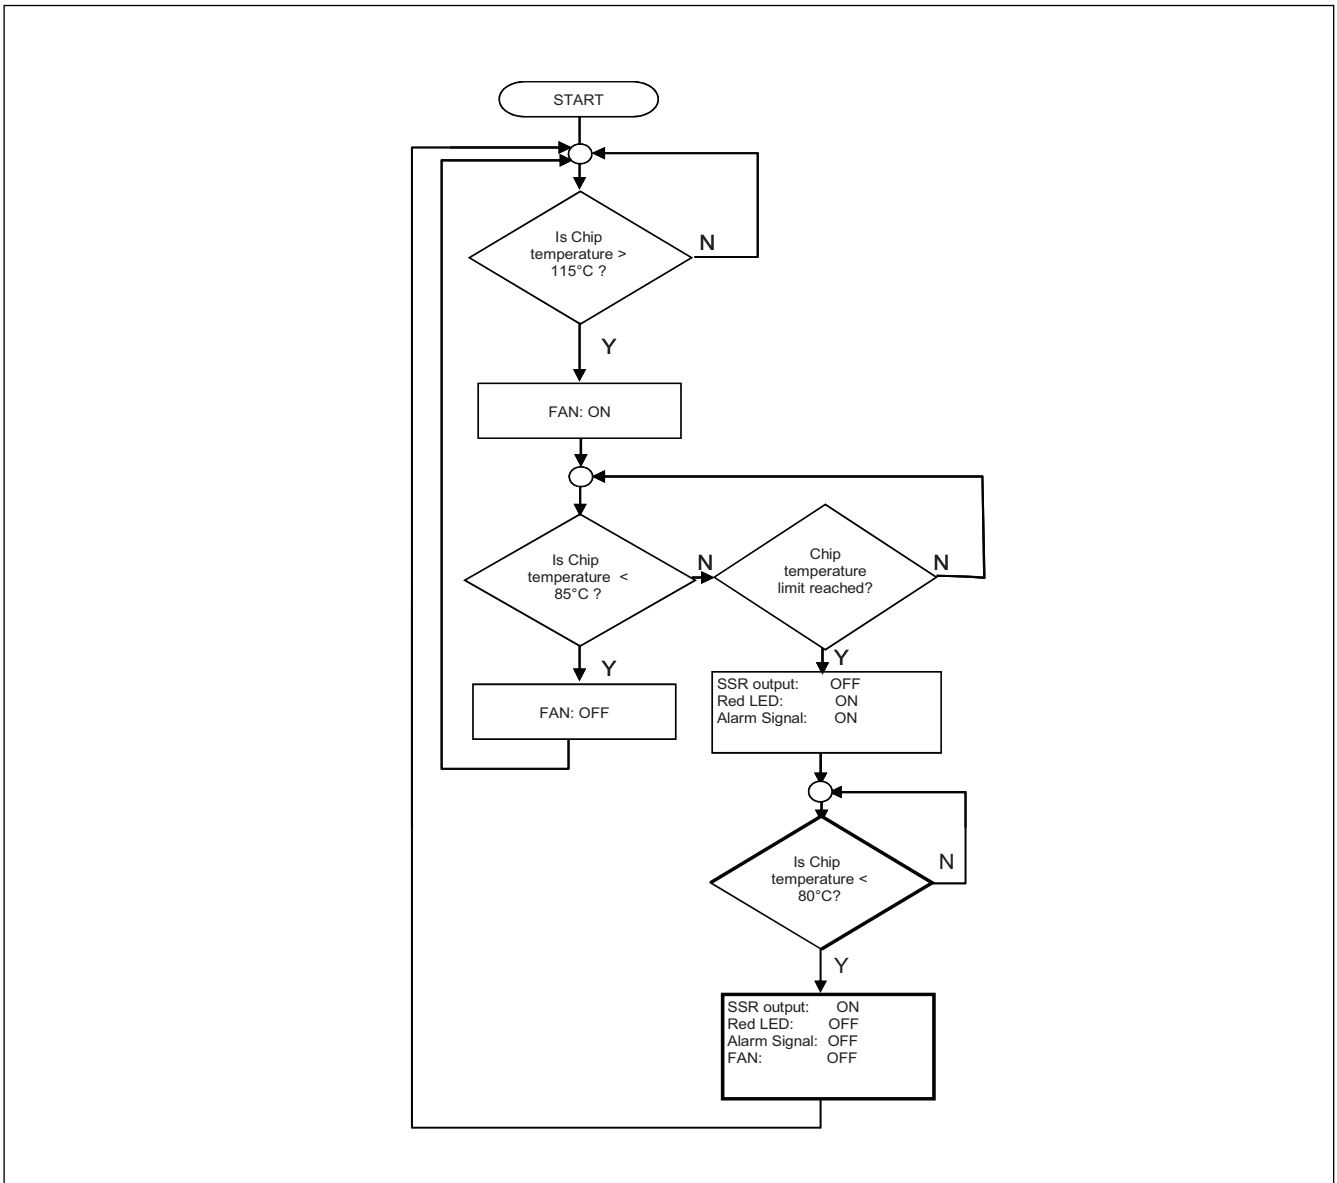 START
Is Chip
temperature >
115°C ?
N
Y
FAN: ON
Is Chip
temperature <
85°C ?
N
Chip
temperature
limit reached?
N
Y
FAN: OFF
Y
SSR output: OFF
Red LED: ON
Alarm Signal: ON
Is Chip
temperature <
80°C?
N
Y
SSR output: ON
Red LED: OFF
Alarm Signal: OFF
FAN: OFF